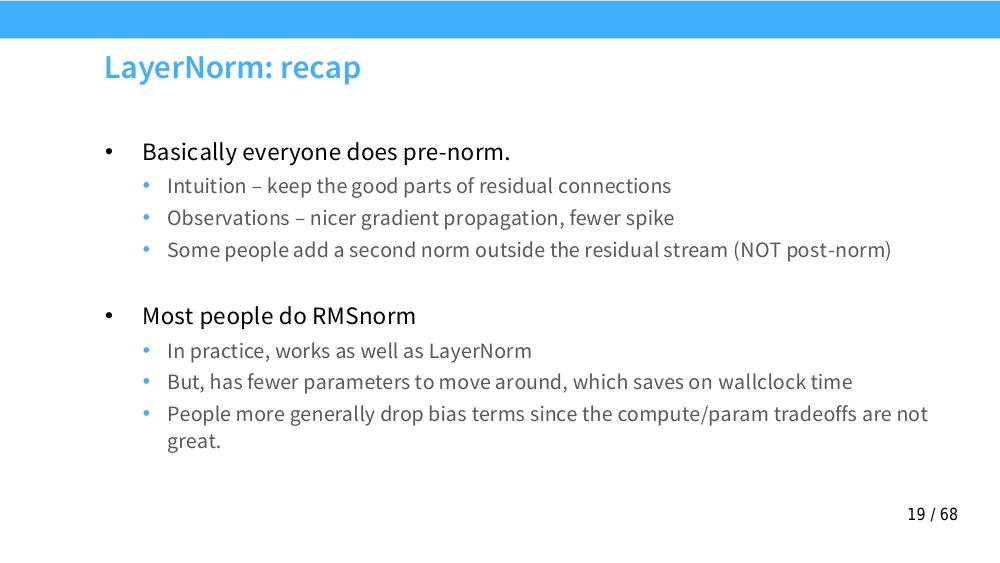 LayerNorm: recap
• Basically everyone does pre-norm.
• Intuition – keep the good parts of residual connections
• Observations – nicer gradient propagation, fewer spike
• Some people add a second norm outside the residual stream (NOT post-norm)
• Most people do RMSnorm
• In practice, works as well as LayerNorm
• But, has fewer parameters to move around, which saves on wallclock time
• People more generally drop bias terms since the compute/param tradeoffs are not
great.
19 / 68